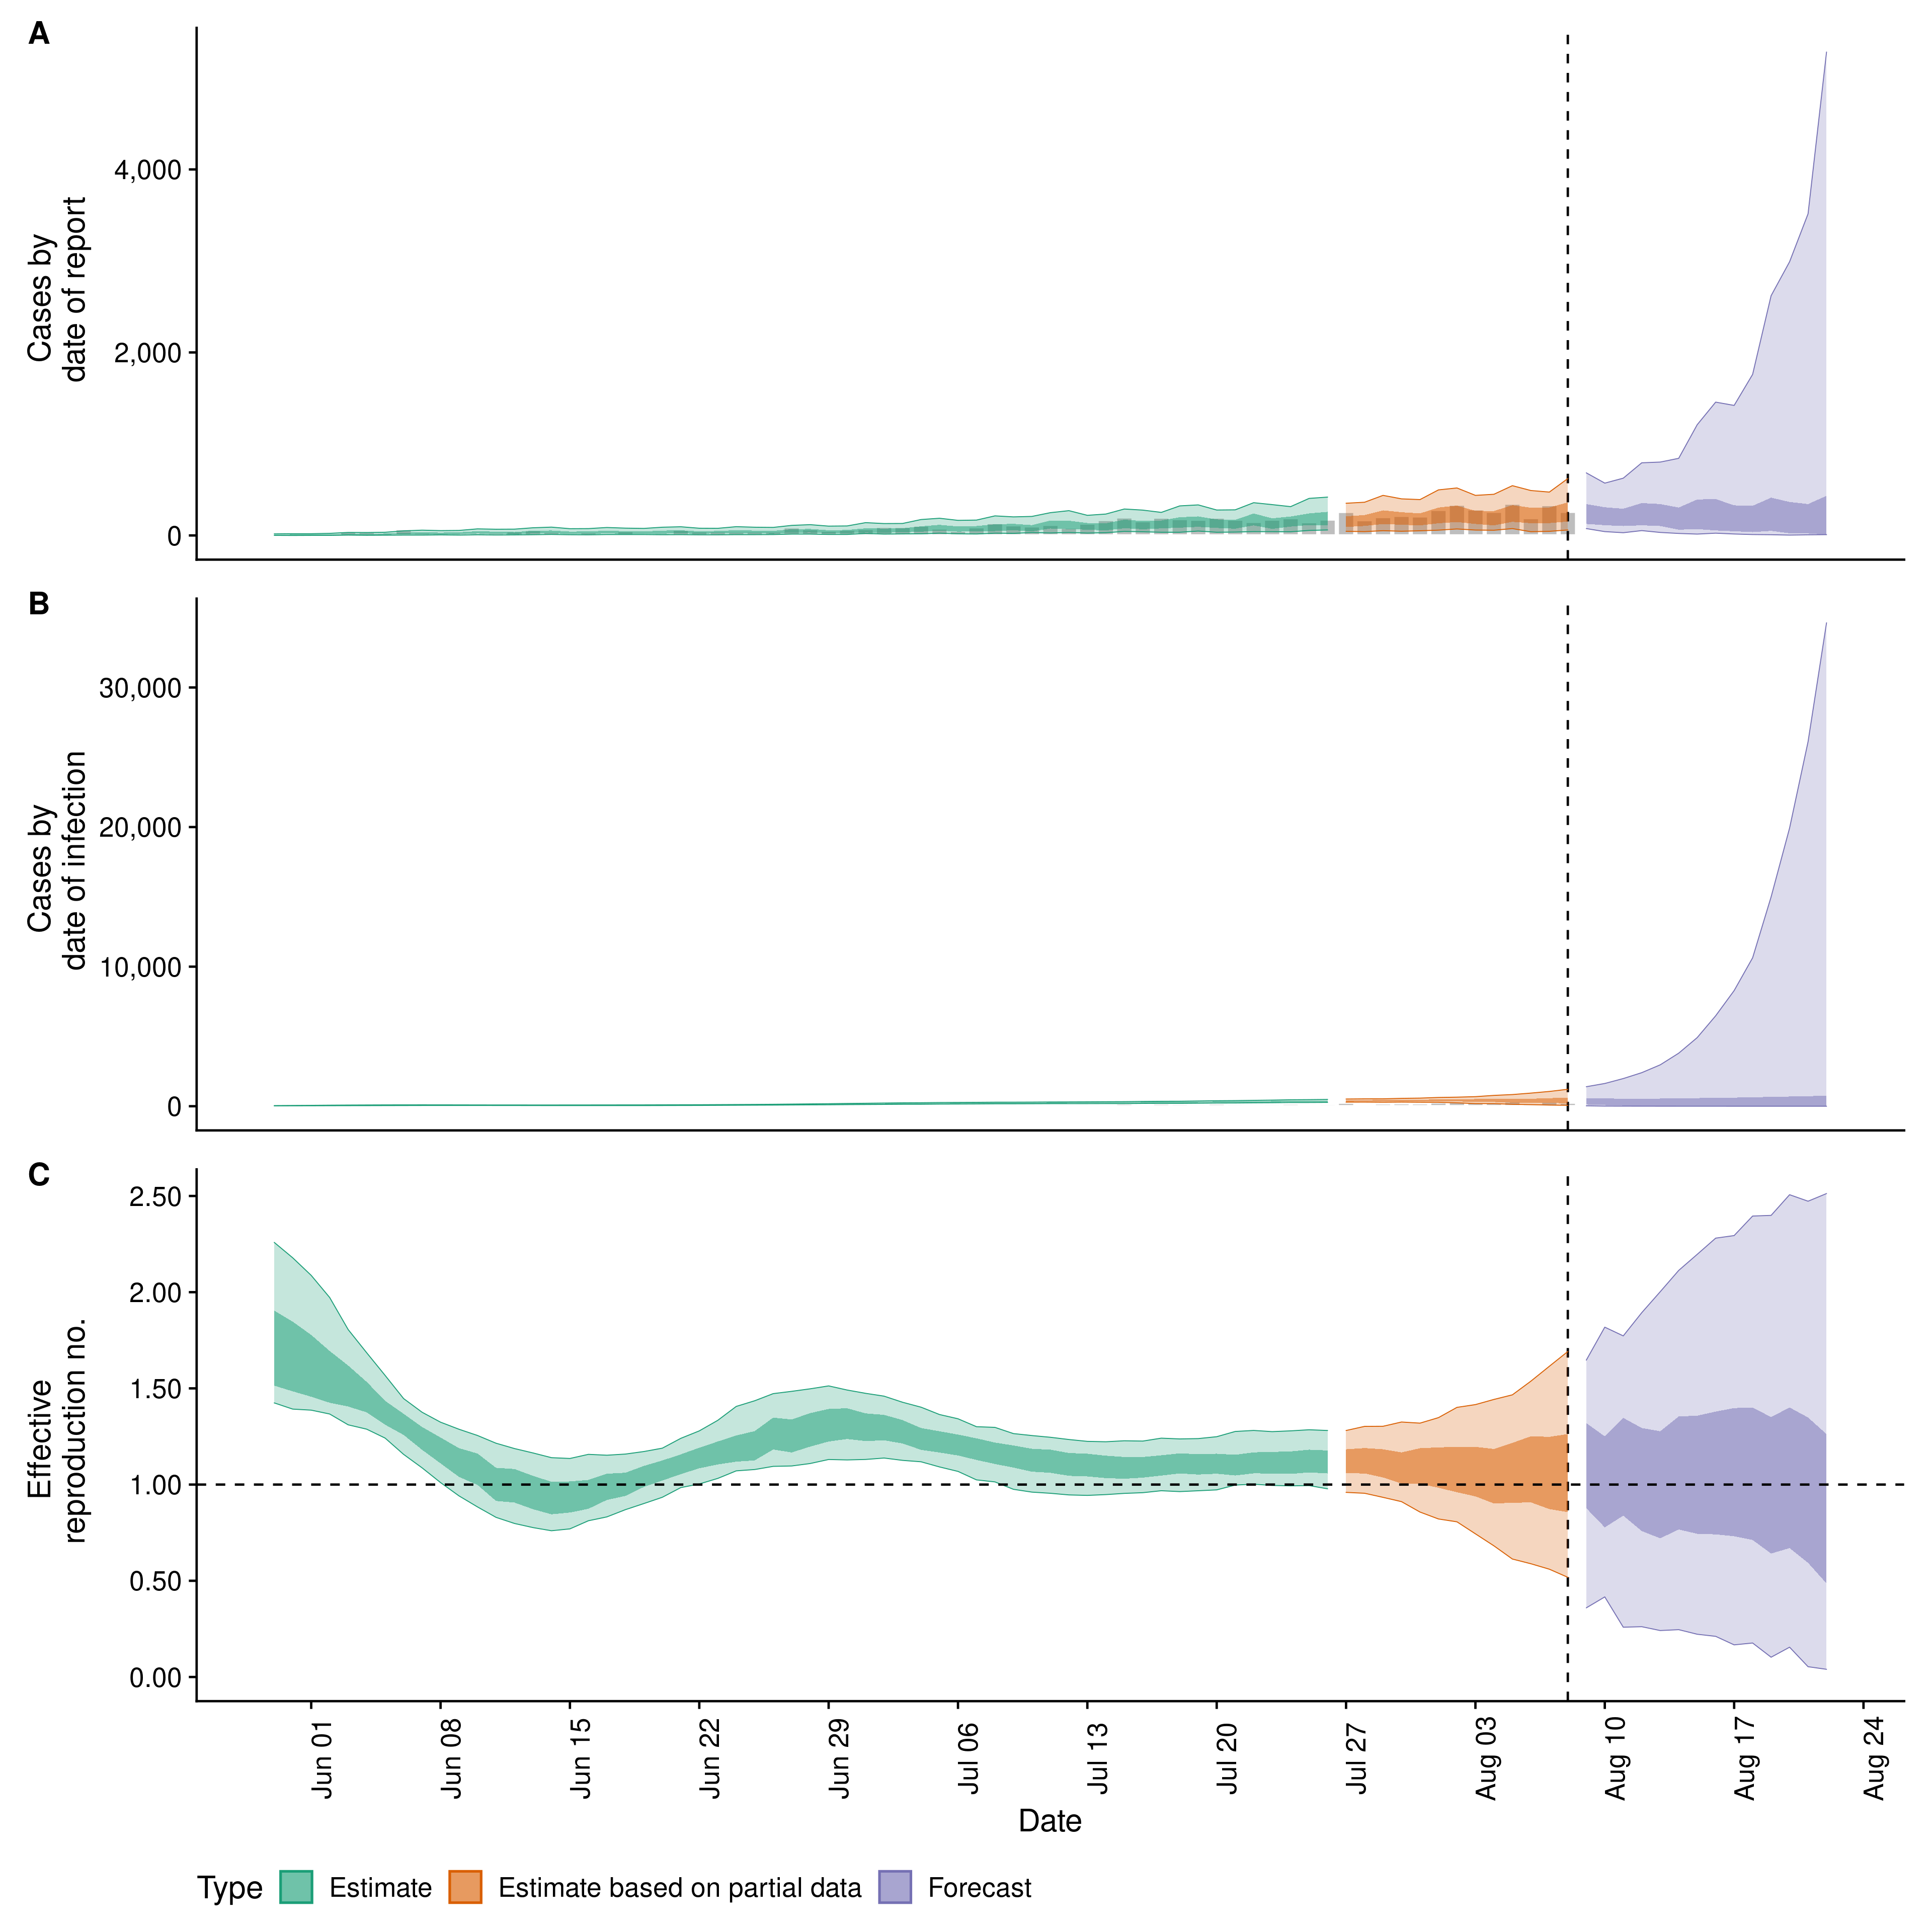 A
Cases by
date of report
4,000
2,000
0
B
Cases by
date of infection
30,000
20,000
10,000
0
C
Effective
reproduction no.
2.50
2.00
1.50
1.00
0.50
0.00
Jun 01
Jun 08
Jun 15
Jun 22
Jun 29
Jul 06
Jul 13
Jul 20
Jul 27
Aug 03
Aug 10
Aug 17
Aug 24
Date
Type Estimate Estimate based on partial data Forecast